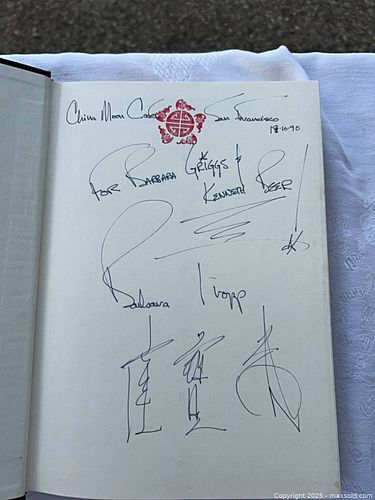 China Moon Cafe San Francisco
18·10·90
FOR BARBARA GRIGGS &
KENNETH BEER!
Barbara Tropp
Copyright 2025 - maxsold.com